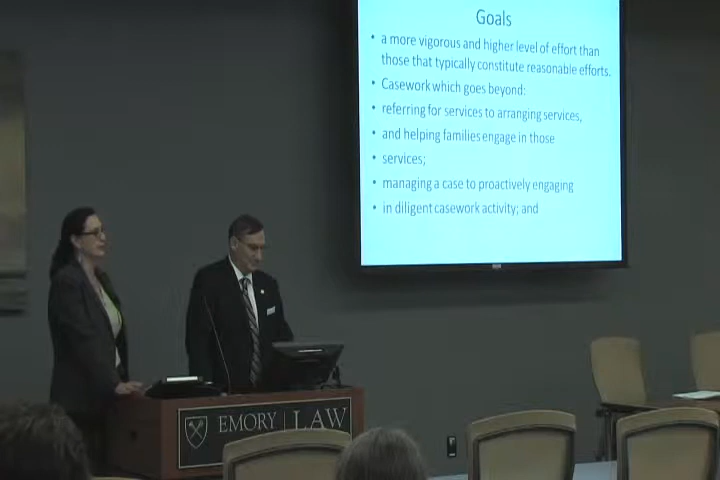 Goals
• a more vigorous and higher level of effort than
those that typically constitute reasonable efforts.
• Casework which goes beyond:
• referring for services to arranging services,
• and helping families engage in those
• services;
• managing a case to proactively engaging
• in diligent casework activity; and
EMORY | LAW